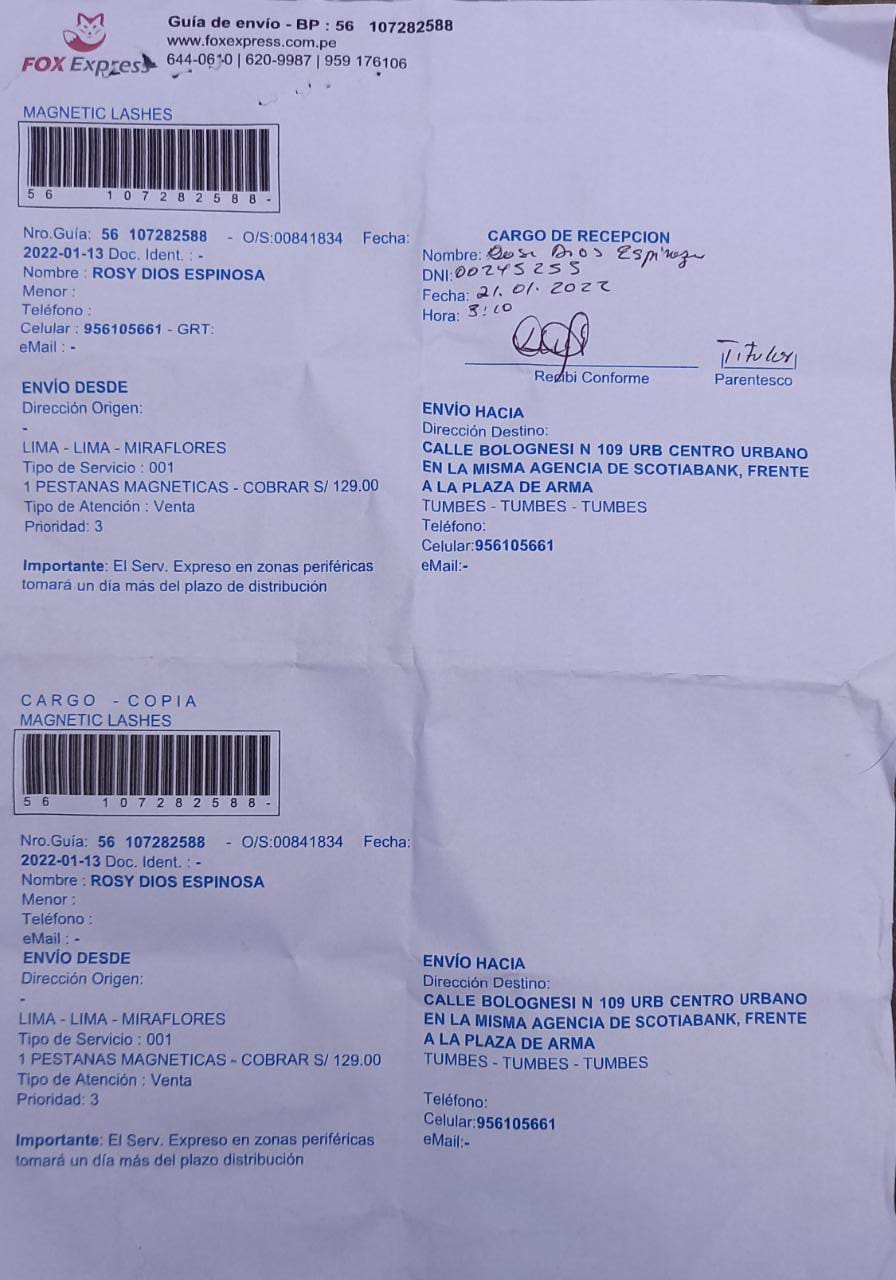 Guía de envío - BP : 56 107282588
www.foxexpress.com.pe
FOX Express 644-0610 | 620-9987 | 959 176106
MAGNETIC LASHES
56 107282588-
Nro.Guía: 56 107282588 - O/S:00841834 Fecha:
2022-01-13 Doc. Ident. : -
Nombre : ROSY DIOS ESPINOSA
Menor :
Teléfono :
Celular : 956105661 - GRT:
eMail : -
CARGO DE RECEPCION
Nombre: Dios Espinoza
DNI: 00245255
Fecha: 21.01.2022
Hora: 3:10
Recibi Conforme
Titular
Parentesco
ENVÍO DESDE
Dirección Origen:
-
LIMA - LIMA - MIRAFLORES
Tipo de Servicio : 001
1 PESTANAS MAGNETICAS - COBRAR S/ 129.00
Tipo de Atención : Venta
Prioridad: 3
Importante: El Serv. Expreso en zonas periféricas
tomará un día más del plazo de distribución
ENVÍO HACIA
Dirección Destino:
CALLE BOLOGNESI N 109 URB CENTRO URBANO
EN LA MISMA AGENCIA DE SCOTIABANK, FRENTE
A LA PLAZA DE ARMA
TUMBES - TUMBES - TUMBES
Teléfono:
Celular:956105661
eMail:-
CARGO - COPIA
MAGNETIC LASHES
56 107282588-
Nro.Guía: 56 107282588 - O/S:00841834 Fecha:
2022-01-13 Doc. Ident. : -
Nombre : ROSY DIOS ESPINOSA
Menor :
Teléfono :
eMail : -
ENVÍO DESDE
Dirección Origen:
-
LIMA - LIMA - MIRAFLORES
Tipo de Servicio : 001
1 PESTANAS MAGNETICAS - COBRAR S/ 129.00
Tipo de Atención : Venta
Prioridad: 3
Importante: El Serv. Expreso en zonas periféricas
tomará un día más del plazo distribución
ENVÍO HACIA
Dirección Destino:
CALLE BOLOGNESI N 109 URB CENTRO URBANO
EN LA MISMA AGENCIA DE SCOTIABANK, FRENTE
A LA PLAZA DE ARMA
TUMBES - TUMBES - TUMBES
Teléfono:
Celular:956105661
eMail:-